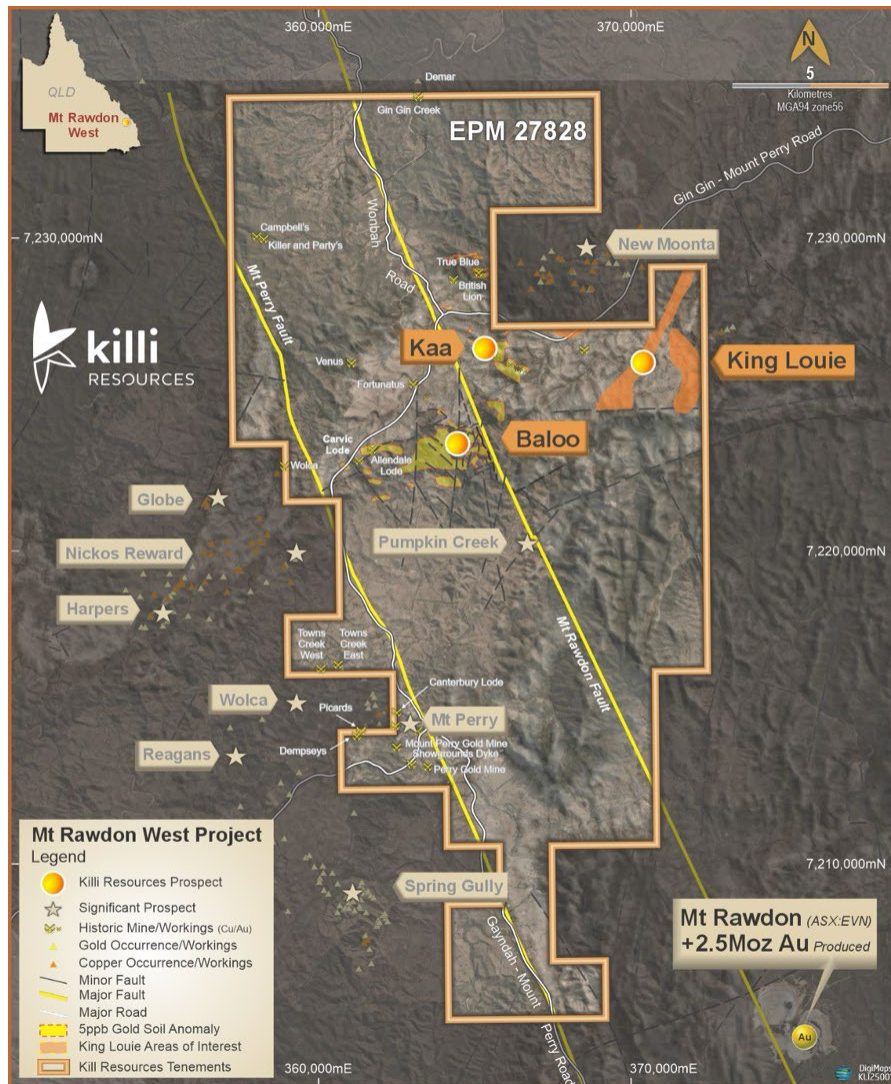 360,000mE
370,000mE
N
5
Kilometres
MGA94 zone56
QLD
Mt Rawdon
West
Demar
Gin Gin Creek
EPM 27828
Gin Gin - Mount Perry Road
Wonbah
Road
7,230,000mN
7,230,000mN
Campbell's
Killer and Party's
New Moonta
True Blue
British
Lion
Mt Perry Fault
killi
RESOURCES
Kaa
King Louie
Venus
Fortunatus
Baloo
Carvic
Lode
Allendale
Lode
Wolca
Globe
Pumpkin Creek
Nickos Reward
7,220,000mN
Harpers
Towns
Creek
West
Towns
Creek
East
Mt Rawdon Fault
Canterbury Lode
Wolca
Picards
Mt Perry
Dempseys
Mount Perry Gold Mine
Showgrounds Dyke
Reagans
Perry Gold Mine
Mt Rawdon West Project
Legend
Killi Resources Prospect
Significant Prospect
Historic Mine/Workings (Cu/Au)
Gold Occurrence/Workings
Copper Occurrence/Workings
Minor Fault
Major Fault
Major Road
5ppb Gold Soil Anomaly
King Louie Areas of Interest
Kill Resources Tenements
7,210,000mN
Spring Gully
Mt Rawdon (ASX:EVN)
+2.5Moz Au Produced
Gayndah - Mount
Perry Road
Au
360,000mE
370,000mE
DigiMaps